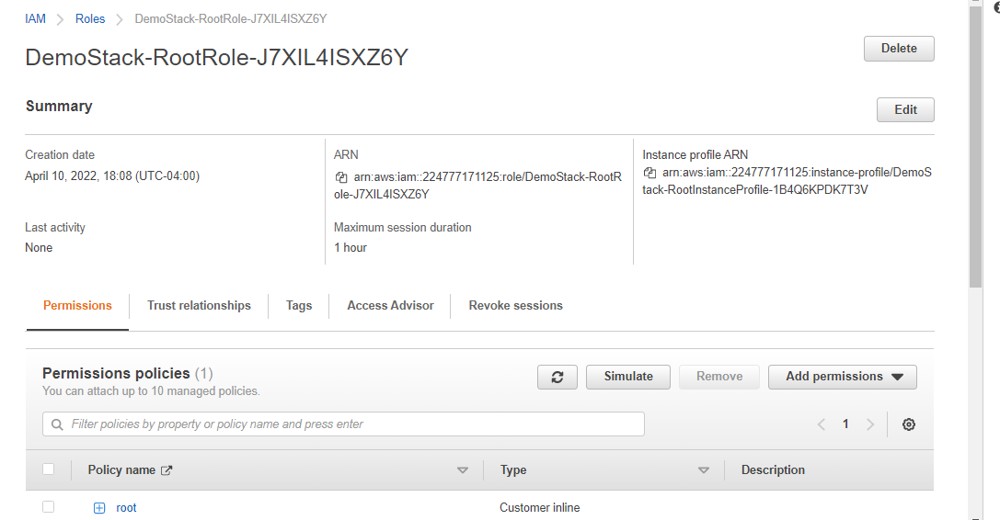 IAM > Roles > DemoStack-RootRole-J7XIL4ISXZ6Y
DemoStack-RootRole-J7XIL4ISXZ6Y
Delete
Summary
Edit
Creation date
April 10, 2022, 18:08 (UTC-04:00)
ARN
arn:aws:iam::224777171125:role/DemoStack-RootR
ole-J7XIL4ISXZ6Y
Instance profile ARN
arn:aws:iam::224777171125:instance-profile/DemoS
tack-RootInstanceProfile-1B4Q6KPDK7T3V
Last activity
None
Maximum session duration
1 hour
Permissions Trust relationships Tags Access Advisor Revoke sessions
Permissions policies (1)
You can attach up to 10 managed policies.
Simulate Remove Add permissions
Filter policies by property or policy name and press enter
1
Policy name Type Description
root Customer inline